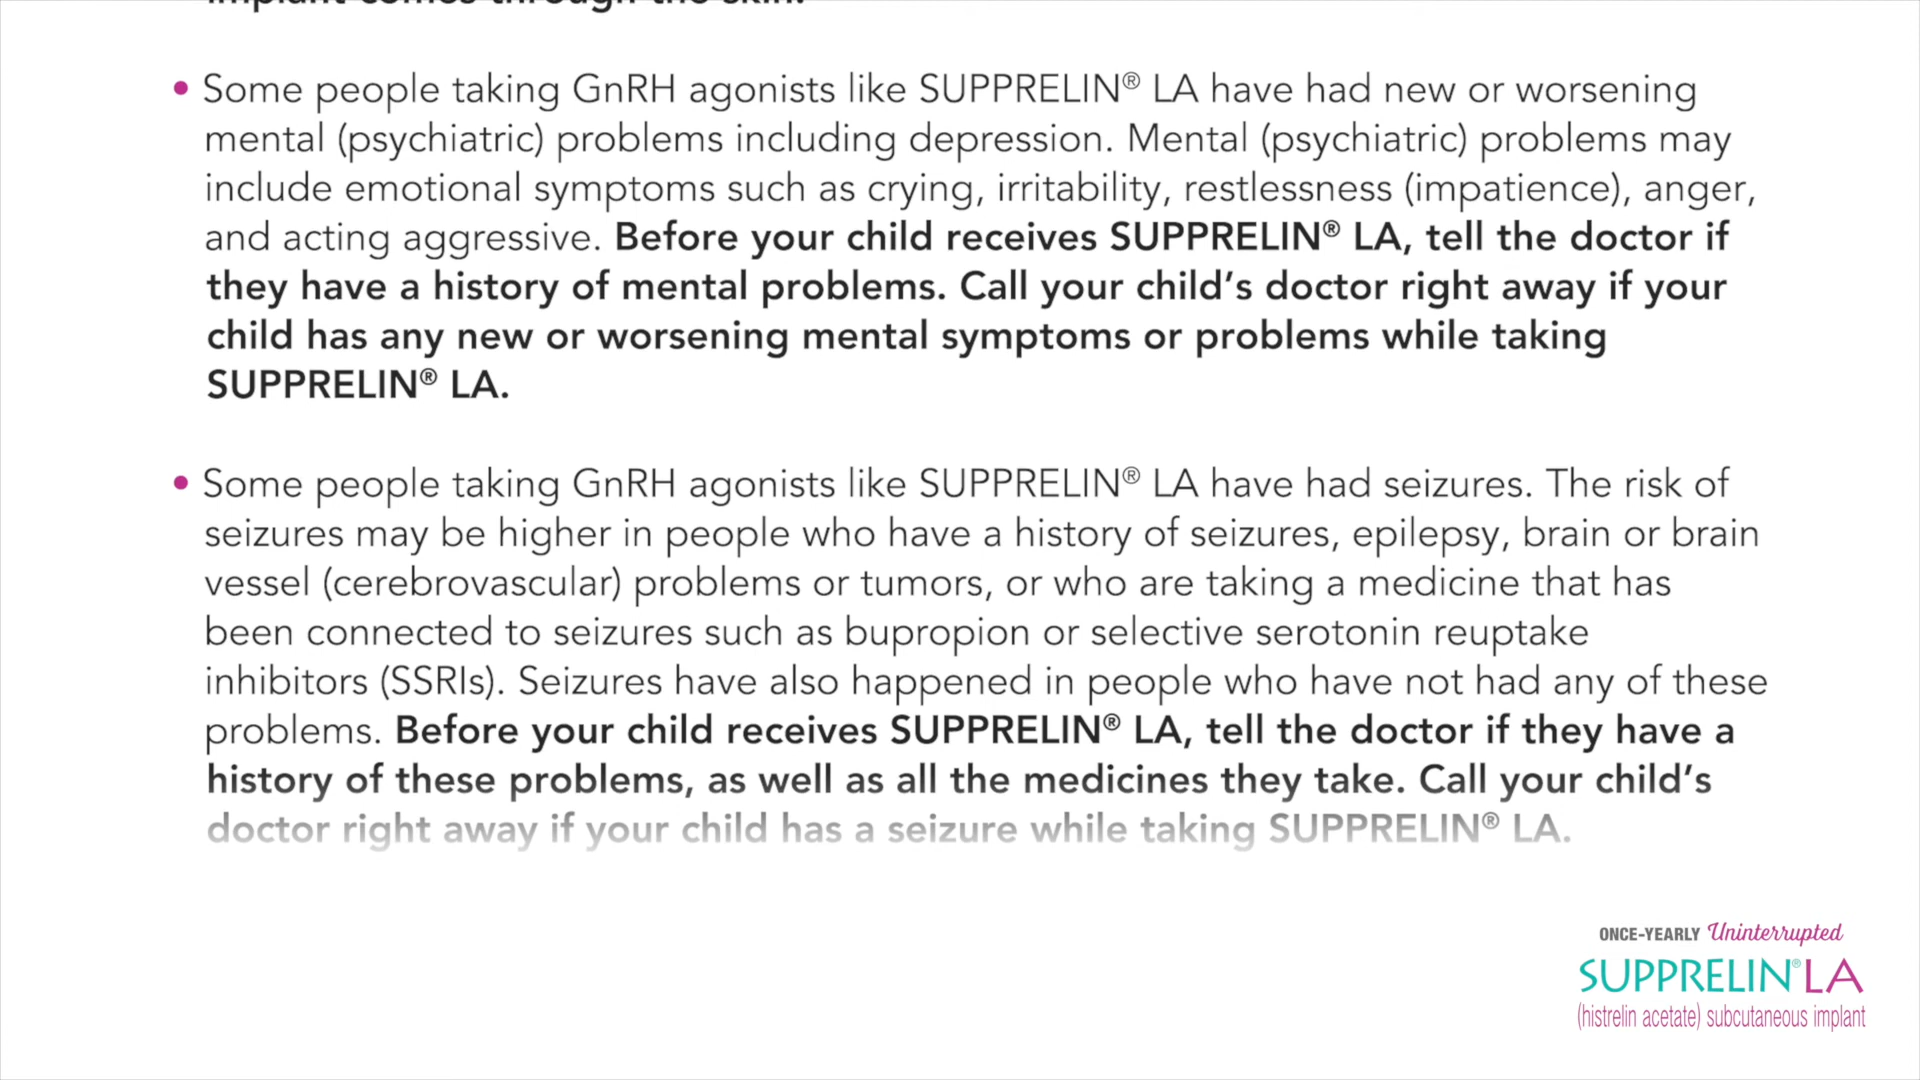 implant comes through the skin.
• Some people taking GnRH agonists like SUPPRELIN® LA have had new or worsening
mental (psychiatric) problems including depression. Mental (psychiatric) problems may
include emotional symptoms such as crying, irritability, restlessness (impatience), anger,
and acting aggressive. Before your child receives SUPPRELIN® LA, tell the doctor if
they have a history of mental problems. Call your child's doctor right away if your
child has any new or worsening mental symptoms or problems while taking
SUPPRELIN® LA.
• Some people taking GnRH agonists like SUPPRELIN® LA have had seizures. The risk of
seizures may be higher in people who have a history of seizures, epilepsy, brain or brain
vessel (cerebrovascular) problems or tumors, or who are taking a medicine that has
been connected to seizures such as bupropion or selective serotonin reuptake
inhibitors (SSRIs). Seizures have also happened in people who have not had any of these
problems. Before your child receives SUPPRELIN® LA, tell the doctor if they have a
history of these problems, as well as all the medicines they take. Call your child's
doctor right away if your child has a seizure while taking SUPPRELIN® LA.
ONCE-YEARLY Uninterrupted
SUPPRELIN® LA
(histrelin acetate) subcutaneous implant